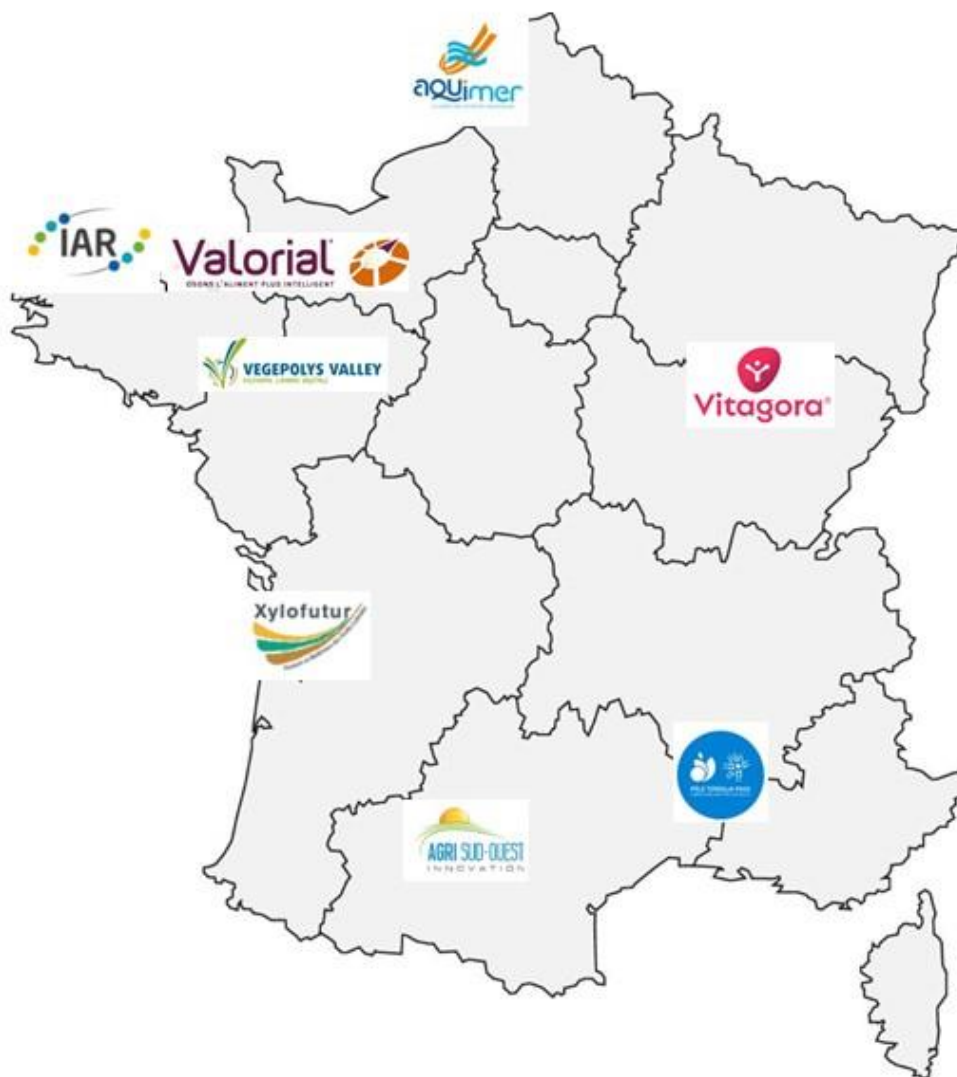 aquimer
IAR
Valorial
OSONS L'ALIMENT PLUS INTELLIGENT
VEGEPOLYS VALLEY
Vitagora®
Xylofutur
AGRI SUD-OUEST
INNOVATION